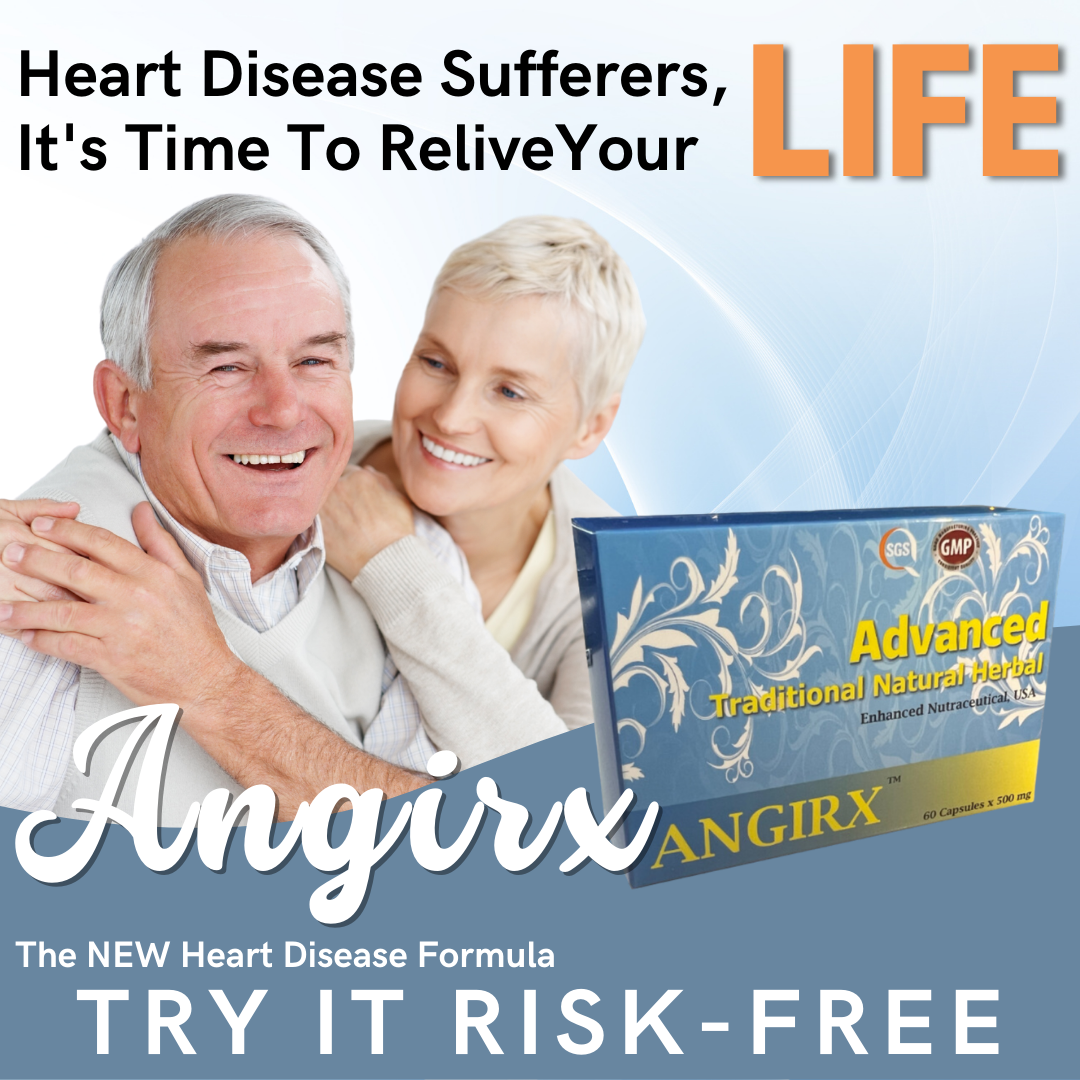 Heart Disease Sufferers,
It's Time To ReliveYour
LIFE
SGS
GMP
Advanced
Traditional Natural Herbal
Enhanced Nutraceutical, USA
ANGIRX™
60 Capsules x 500 mg
Angirx
The NEW Heart Disease Formula
TRY IT RISK-FREE